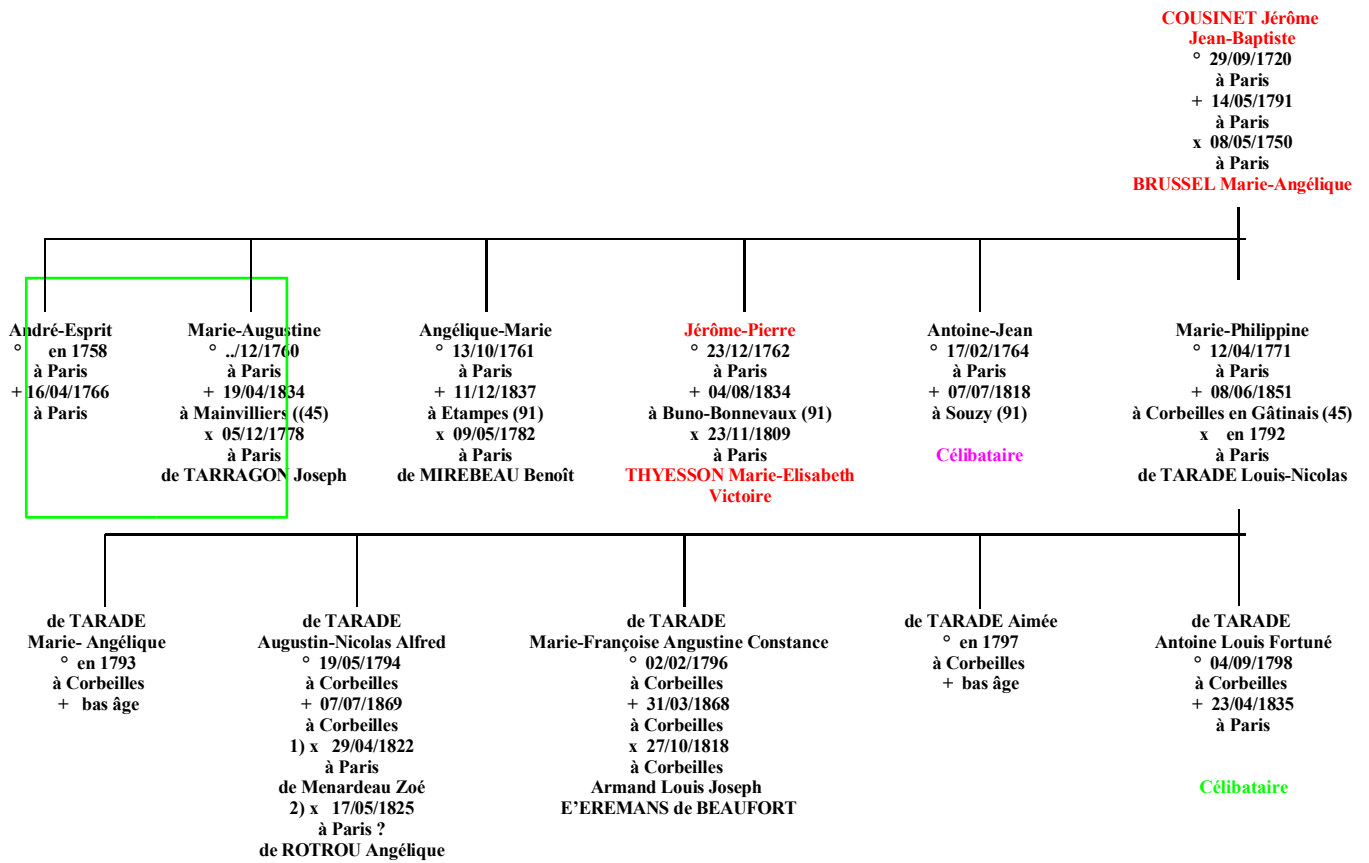 COUSINET Jérôme
Jean-Baptiste
° 29/09/1720
à Paris
+ 14/05/1791
à Paris
x 08/05/1750
à Paris
BRUSSEL Marie-Angélique
André-Esprit
° en 1758
à Paris
+ 16/04/1766
à Paris
Marie-Augustine
° ../12/1760
à Paris
+ 19/04/1834
à Mainvilliers ((45)
x 05/12/1778
à Paris
de TARRAGON Joseph
Angélique-Marie
° 13/10/1761
à Paris
+ 11/12/1837
à Etampes (91)
x 09/05/1782
à Paris
de MIREBEAU Benoît
Jérôme-Pierre
° 23/12/1762
à Paris
+ 04/08/1834
à Buno-Bonnevaux (91)
x 23/11/1809
à Paris
THYESSON Marie-Elisabeth
Victoire
Antoine-Jean
° 17/02/1764
à Paris
+ 07/07/1818
à Souzy (91)
Célibataire
Marie-Philippine
° 12/04/1771
à Paris
+ 08/06/1851
à Corbeilles en Gâtinais (45)
x en 1792
à Paris
de TARADE Louis-Nicolas
de TARADE
Marie- Angélique
° en 1793
à Corbeilles
+ bas âge
de TARADE
Augustin-Nicolas Alfred
° 19/05/1794
à Corbeilles
+ 07/07/1869
à Corbeilles
1) x 29/04/1822
à Paris
de Menardeau Zoé
2) x 17/05/1825
à Paris ?
de ROTROU Angélique
de TARADE
Marie-Françoise Angustine Constance
° 02/02/1796
à Corbeilles
+ 31/03/1868
à Corbeilles
x 27/10/1818
à Corbeilles
Armand Louis Joseph
E'EREMANS de BEAUFORT
de TARADE Aimée
° en 1797
à Corbeilles
+ bas âge
de TARADE
Antoine Louis Fortuné
° 04/09/1798
à Corbeilles
+ 23/04/1835
à Paris
Célibataire